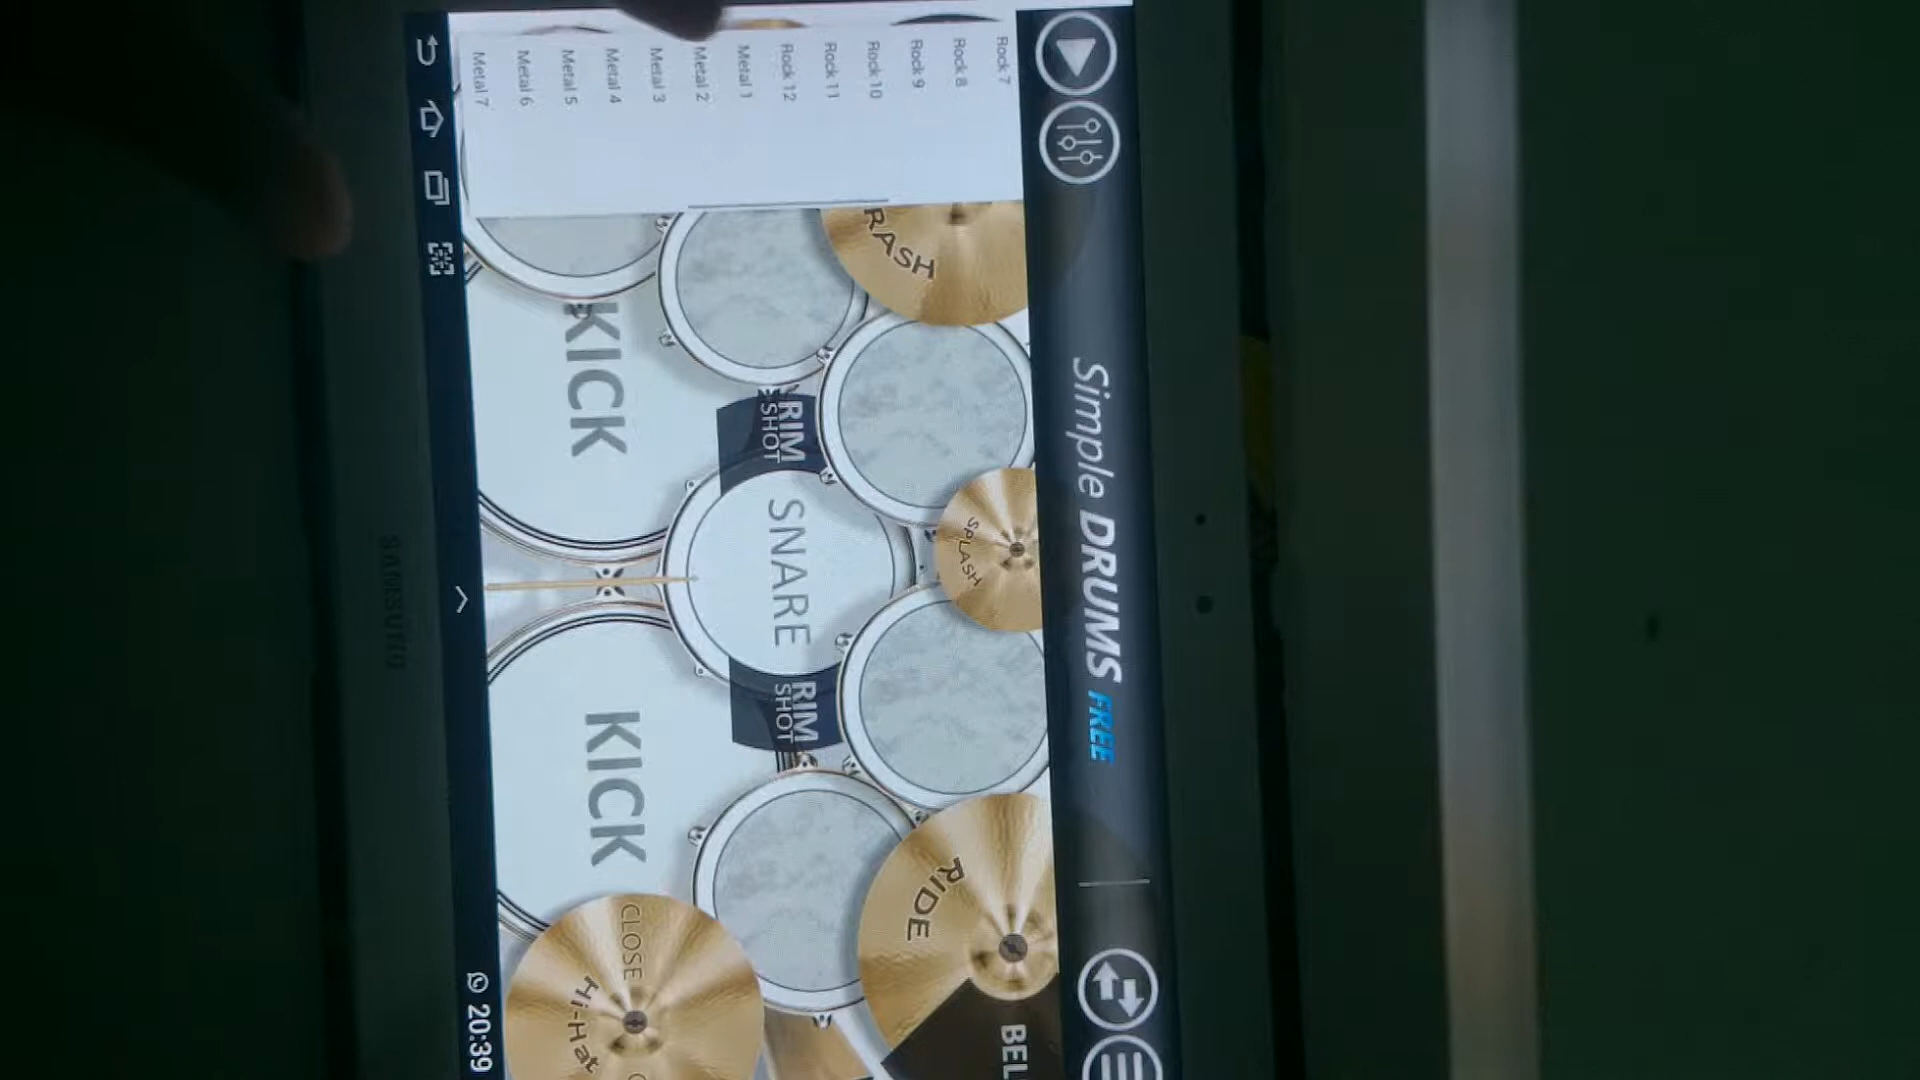 Simple DRUMS FREE
Rock 7
Rock 8
Rock 9
Rock 10
Rock 11
Rock 12
Metal 1
Metal 2
Metal 3
Metal 4
Metal 5
Metal 6
Metal 7
RASH
SPLASH
RIDE
BEL
RIM
SHOT
SNARE
RIM
SHOT
KICK
KICK
CLOSE
Hi-Hat
20:39
SAMSUNG